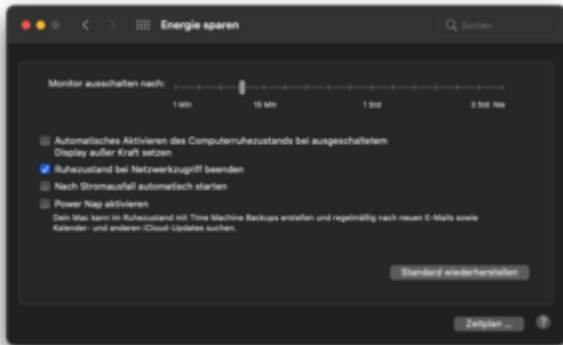 Energie sparen
Suchen
Monitor ausschalten nach:
1 Min 15 Min 1 Std 3 Std Nie
Automatisches Aktivieren des Computerruhezustands bei ausgeschaltetem
Display außer Kraft setzen
Ruhezustand bei Netzwerkzugriff beenden
Nach Stromausfall automatisch starten
Power Nap aktivieren
Dein Mac kann im Ruhezustand mit Time Machine Backups erstellen und regelmäßig nach neuen E-Mails sowie
Kalender- und anderen iCloud-Updates suchen.
Standard wiederherstellen
Zeitplan ...
?